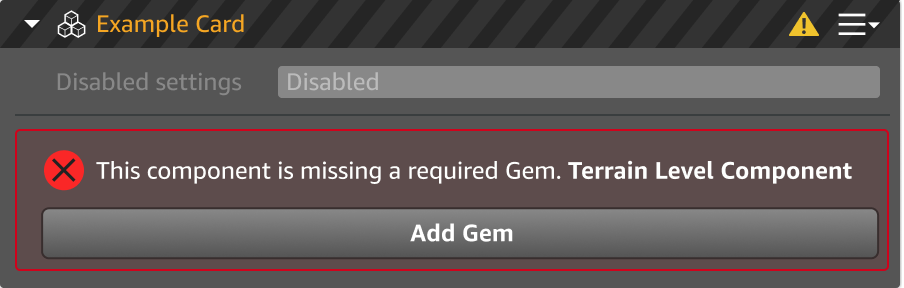 Example Card
Disabled settings Disabled
This component is missing a required Gem. Terrain Level Component
Add Gem